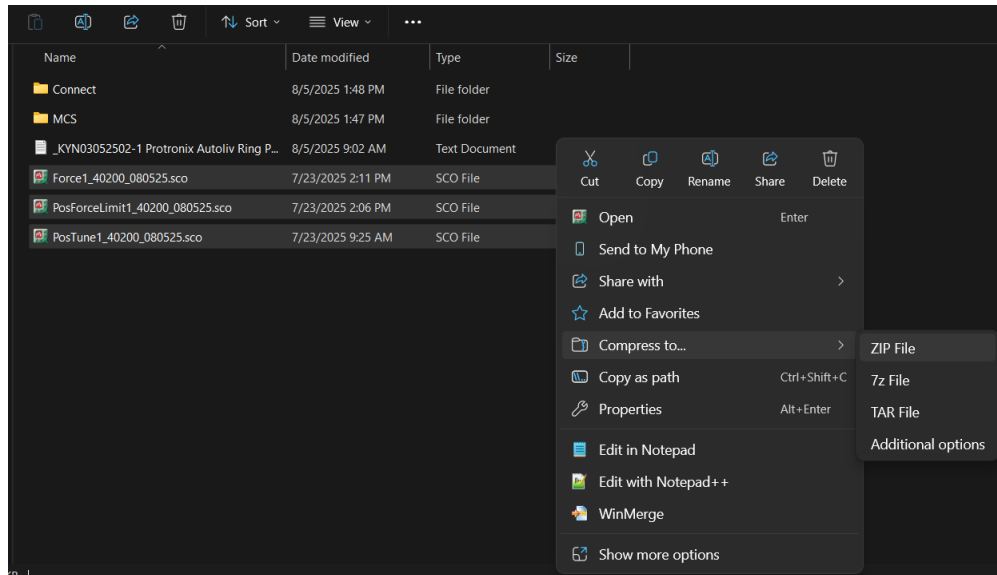 Sort
View
Name Date modified Type Size
Connect 8/5/2025 1:48 PM File folder
MCS 8/5/2025 1:47 PM File folder
_KYN03052502-1 Protronix Autoliv Ring P... 8/5/2025 9:02 AM Text Document
Force1_40200_080525.sco 7/23/2025 2:11 PM SCO File
PosForceLimit1_40200_080525.sco 7/23/2025 2:06 PM SCO File
PosTune1_40200_080525.sco 7/23/2025 9:25 AM SCO File
Cut Copy Rename Share Delete
Open Enter
Send to My Phone
Share with
Add to Favorites
Compress to...
Copy as path Ctrl+Shift+C
Properties Alt+Enter
Edit in Notepad
Edit with Notepad++
WinMerge
Show more options
ZIP File
7z File
TAR File
Additional options